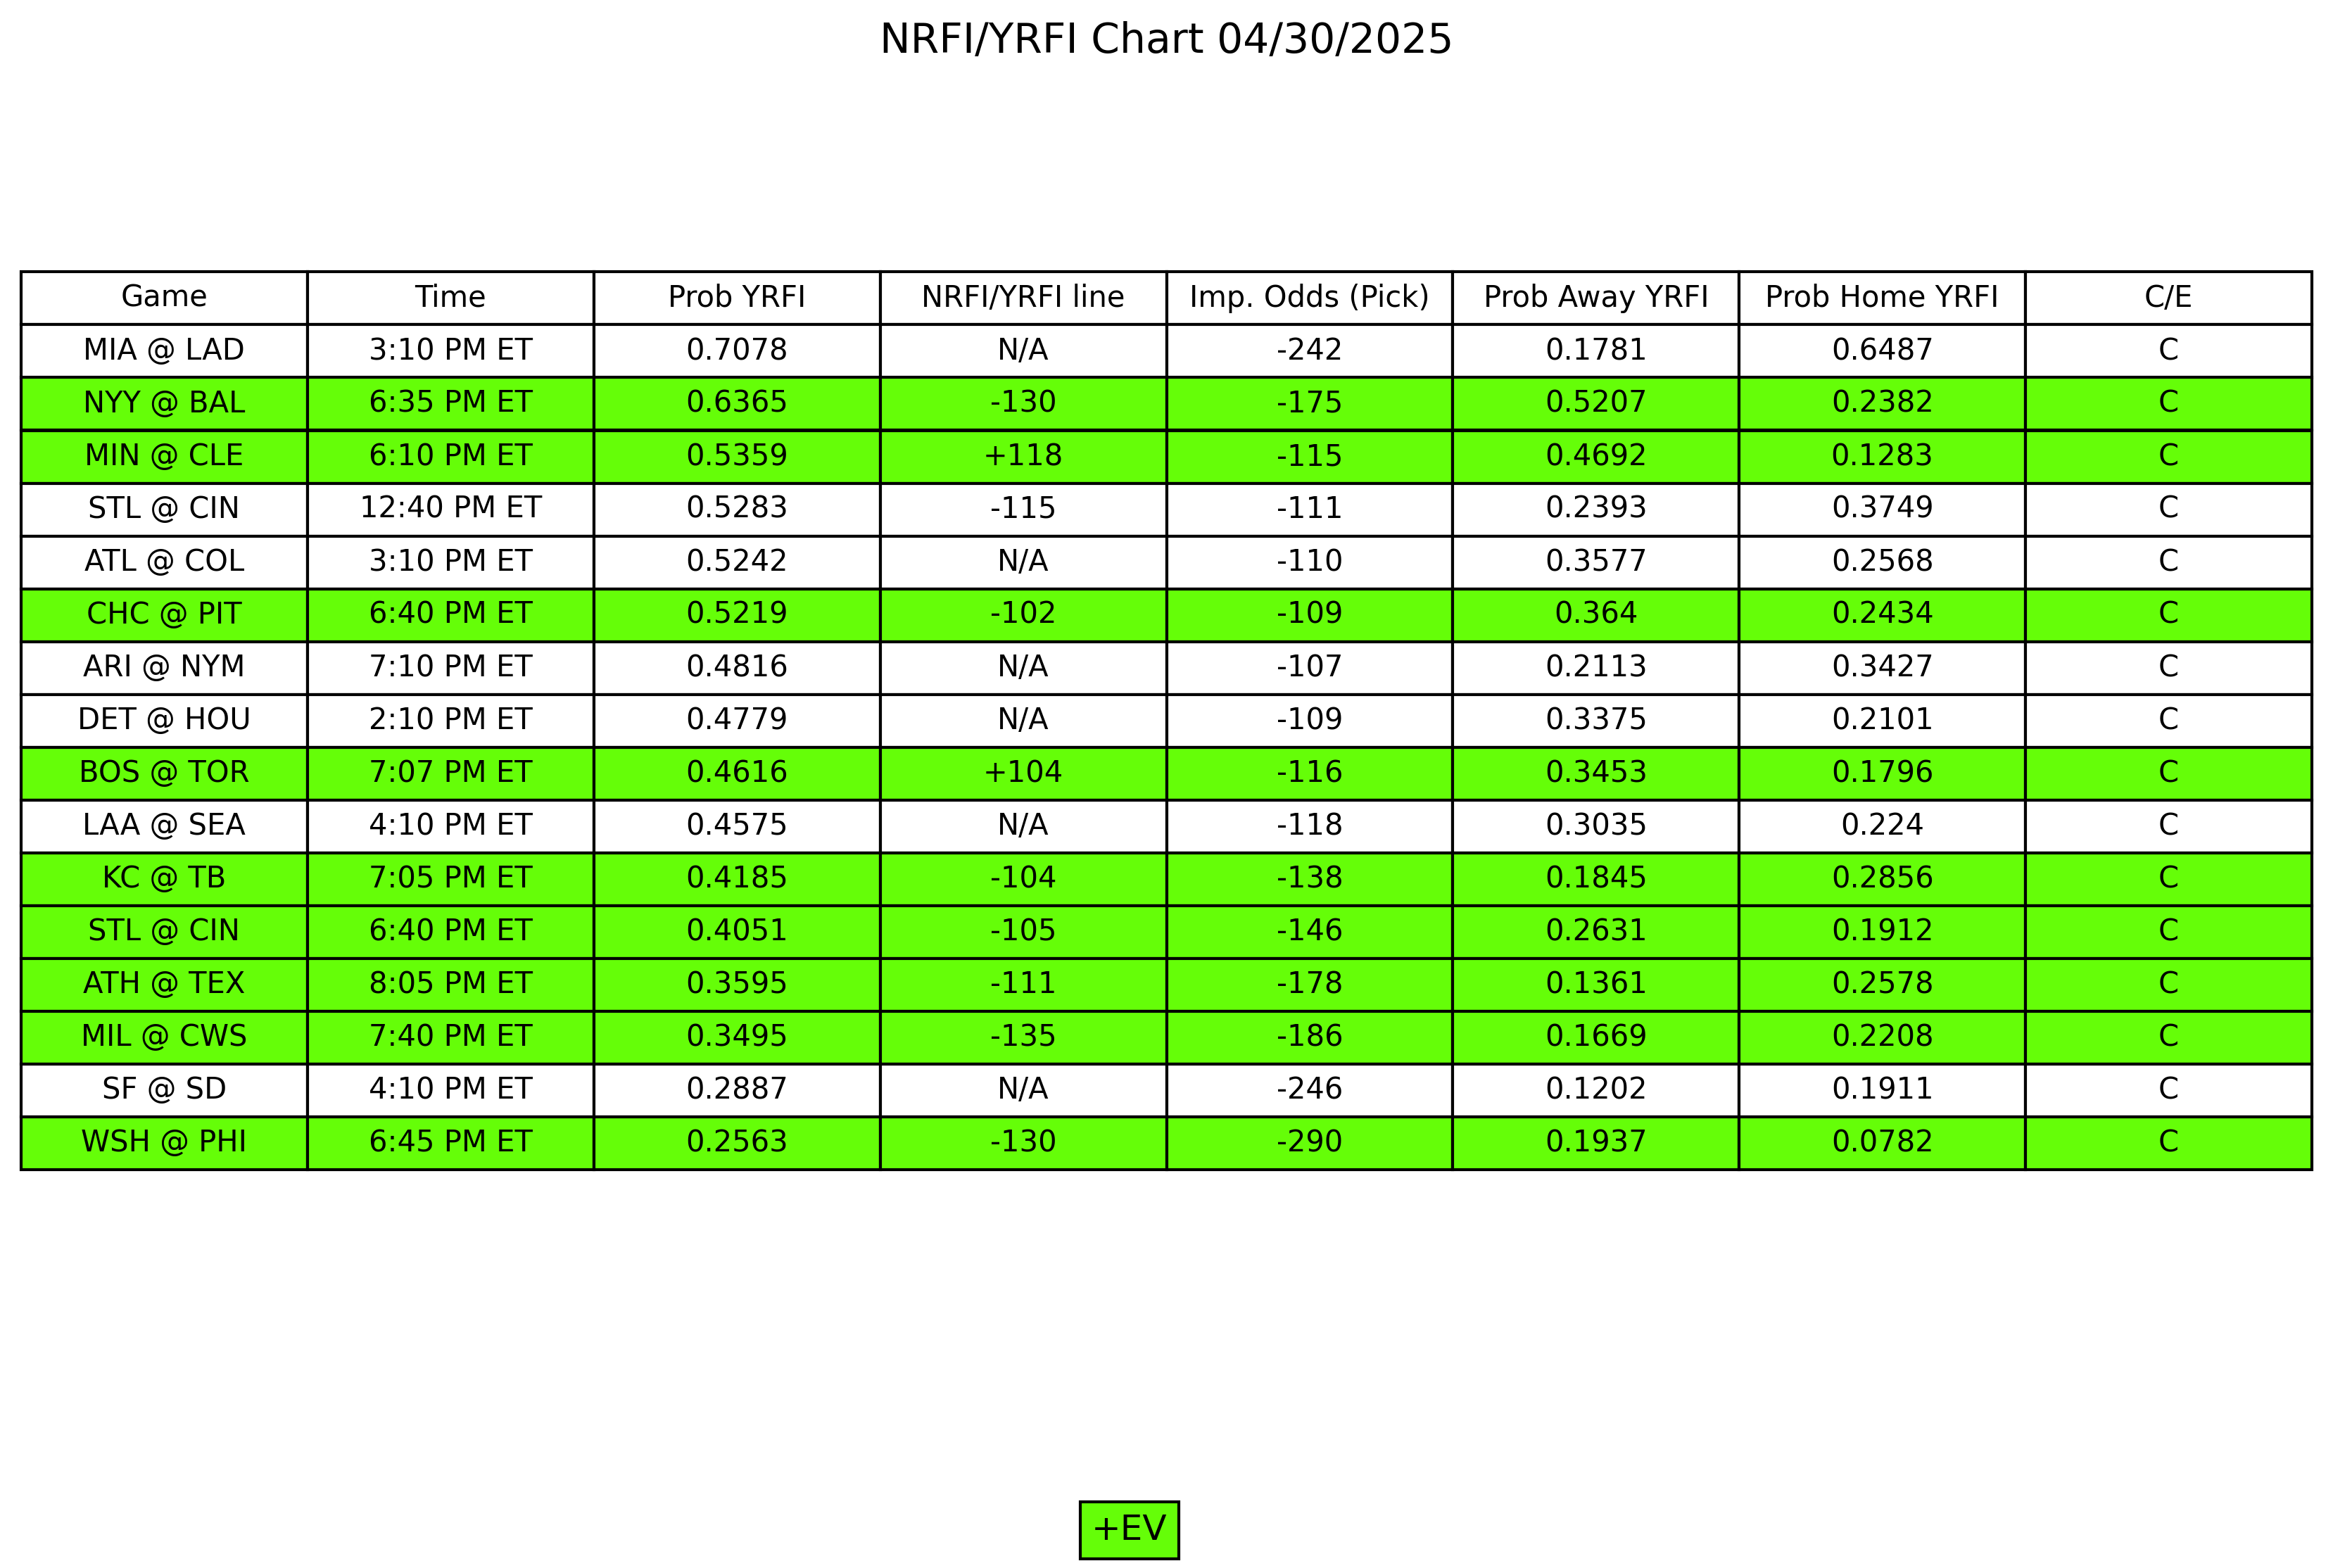 NRFI/YRFI Chart 04/30/2025
Game Time Prob YRFI NRFI/YRFI line Imp. Odds (Pick) Prob Away YRFI Prob Home YRFI C/E
MIA @ LAD 3:10 PM ET 0.7078 N/A -242 0.1781 0.6487 C
NYY @ BAL 6:35 PM ET 0.6365 -130 -175 0.5207 0.2382 C
MIN @ CLE 6:10 PM ET 0.5359 +118 -115 0.4692 0.1283 C
STL @ CIN 12:40 PM ET 0.5283 -115 -111 0.2393 0.3749 C
ATL @ COL 3:10 PM ET 0.5242 N/A -110 0.3577 0.2568 C
CHC @ PIT 6:40 PM ET 0.5219 -102 -109 0.364 0.2434 C
ARI @ NYM 7:10 PM ET 0.4816 N/A -107 0.2113 0.3427 C
DET @ HOU 2:10 PM ET 0.4779 N/A -109 0.3375 0.2101 C
BOS @ TOR 7:07 PM ET 0.4616 +104 -116 0.3453 0.1796 C
LAA @ SEA 4:10 PM ET 0.4575 N/A -118 0.3035 0.224 C
KC @ TB 7:05 PM ET 0.4185 -104 -138 0.1845 0.2856 C
STL @ CIN 6:40 PM ET 0.4051 -105 -146 0.2631 0.1912 C
ATH @ TEX 8:05 PM ET 0.3595 -111 -178 0.1361 0.2578 C
MIL @ CWS 7:40 PM ET 0.3495 -135 -186 0.1669 0.2208 C
SF @ SD 4:10 PM ET 0.2887 N/A -246 0.1202 0.1911 C
WSH @ PHI 6:45 PM ET 0.2563 -130 -290 0.1937 0.0782 C
+EV